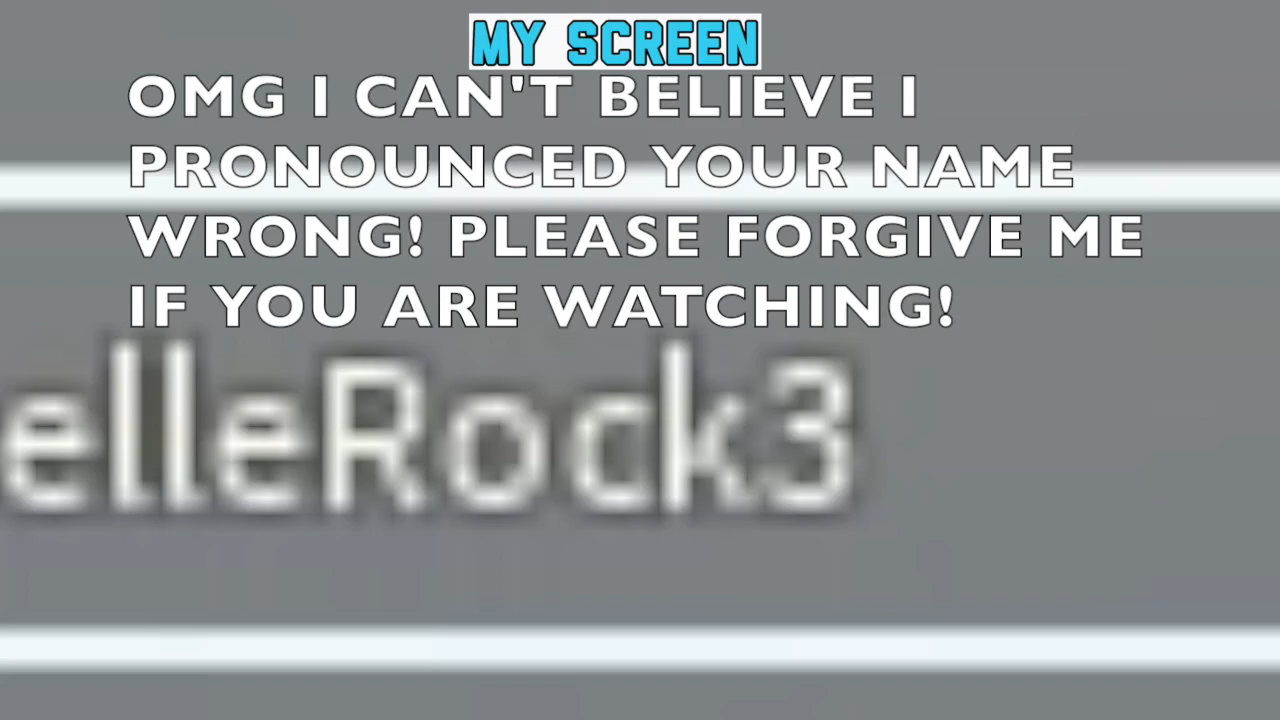 MY SCREEN
OMG I CAN'T BELIEVE I
PRONOUNCED YOUR NAME
WRONG! PLEASE FORGIVE ME
IF YOU ARE WATCHING!
elleRock3